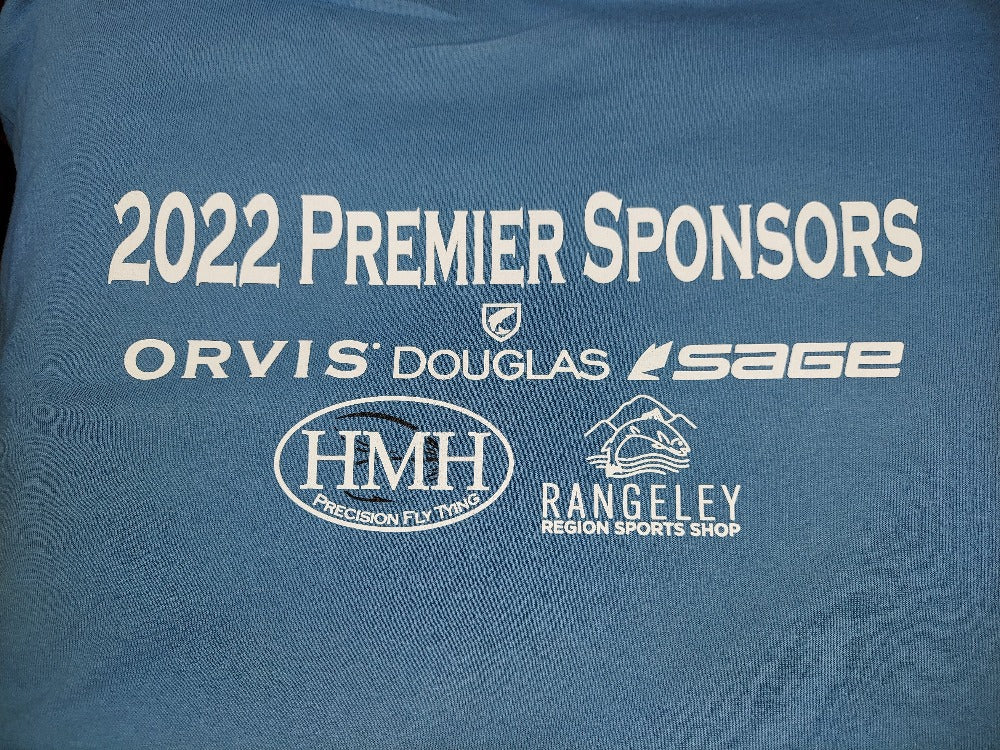 2022 PREMIER SPONSORS
ORVIS DOUGLAS SAGE
HMH
PRECISION FLY TYING
RANGELEY
REGION SPORTS SHOP